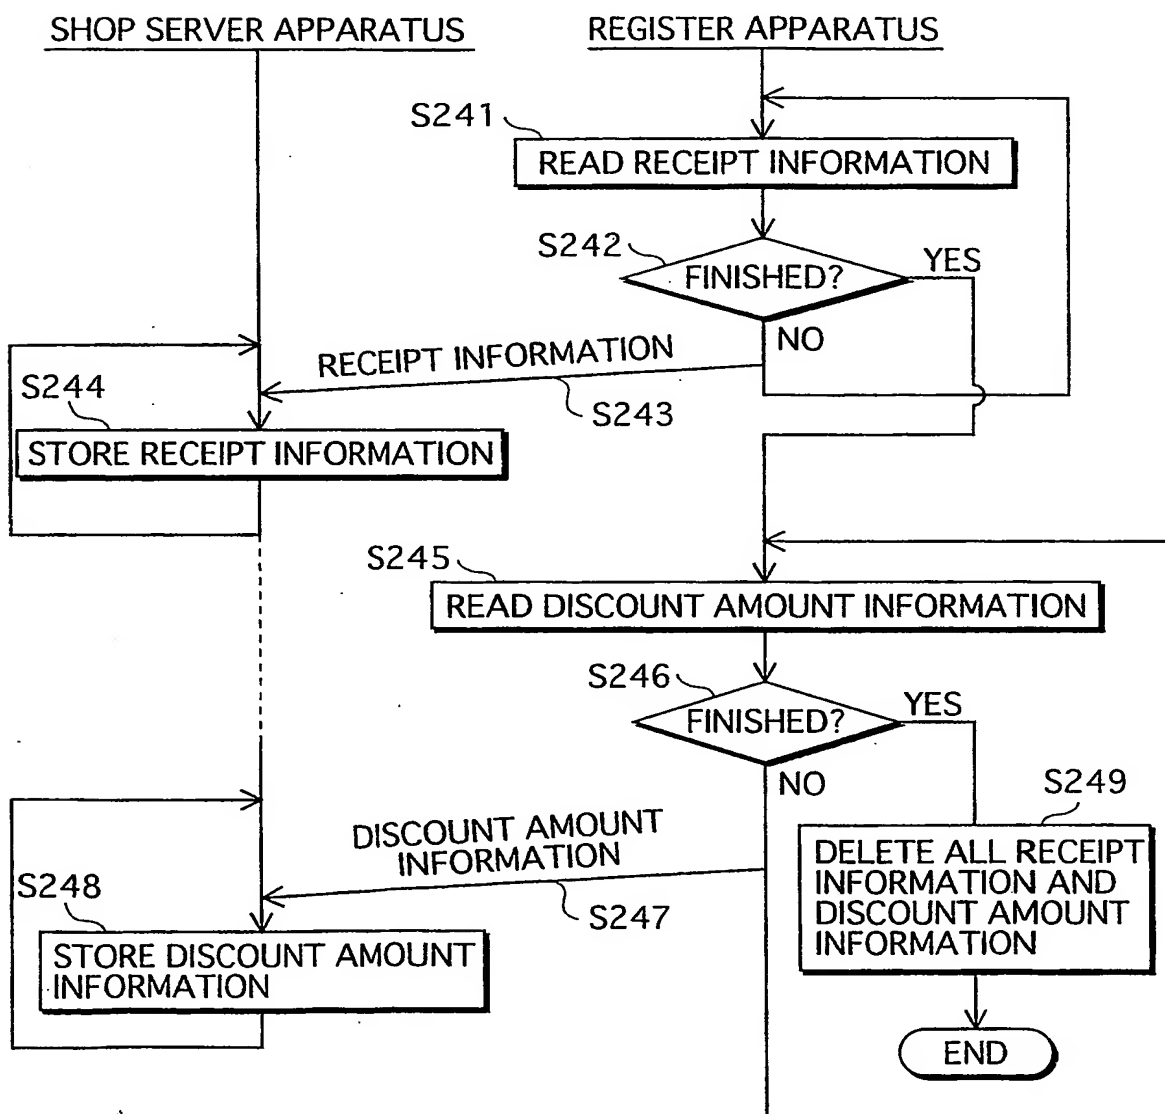 SHOP SERVER APPARATUS
REGISTER APPARATUS
S241
READ RECEIPT INFORMATION
S242
FINISHED?
YES
NO
RECEIPT INFORMATION
S243
S244
STORE RECEIPT INFORMATION
S245
READ DISCOUNT AMOUNT INFORMATION
S246
FINISHED?
YES
NO
DISCOUNT AMOUNT
INFORMATION
S247
S248
STORE DISCOUNT AMOUNT
INFORMATION
S249
DELETE ALL RECEIPT
INFORMATION AND
DISCOUNT AMOUNT
INFORMATION
END